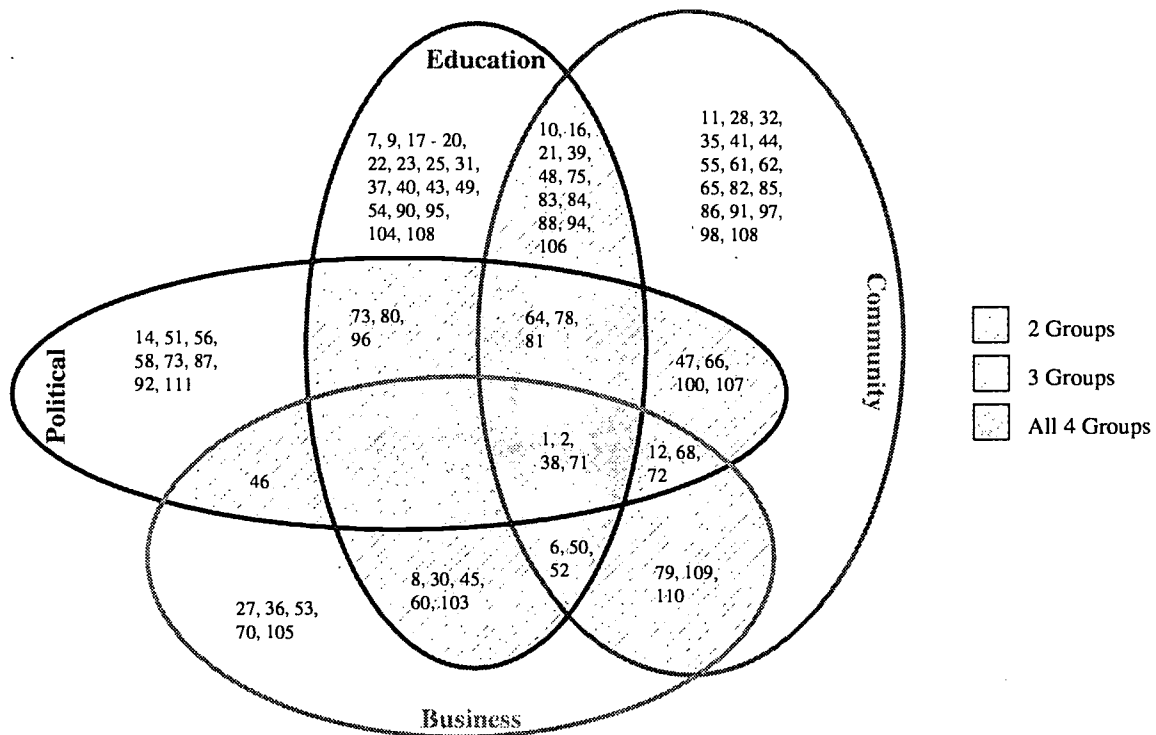 Education
7, 9, 17 - 20,
22, 23, 25, 31,
37, 40, 43, 49,
54, 90, 95,
104, 108
10, 16,
21, 39,
48, 75,
83, 84,
88, 94,
106
11, 28, 32,
35, 41, 44,
55, 61, 62,
65, 82, 85,
86, 91, 97,
98, 108
Community
2 Groups
3 Groups
All 4 Groups
Political
14, 51, 56,
58, 73, 87,
92, 111
73, 80,
96
64, 78,
81
47, 66,
100, 107
46
1, 2,
38, 71
12, 68,
72
27, 36, 53,
70, 105
8, 30, 45,
60, 103
6, 50,
52
79, 109,
110
Business